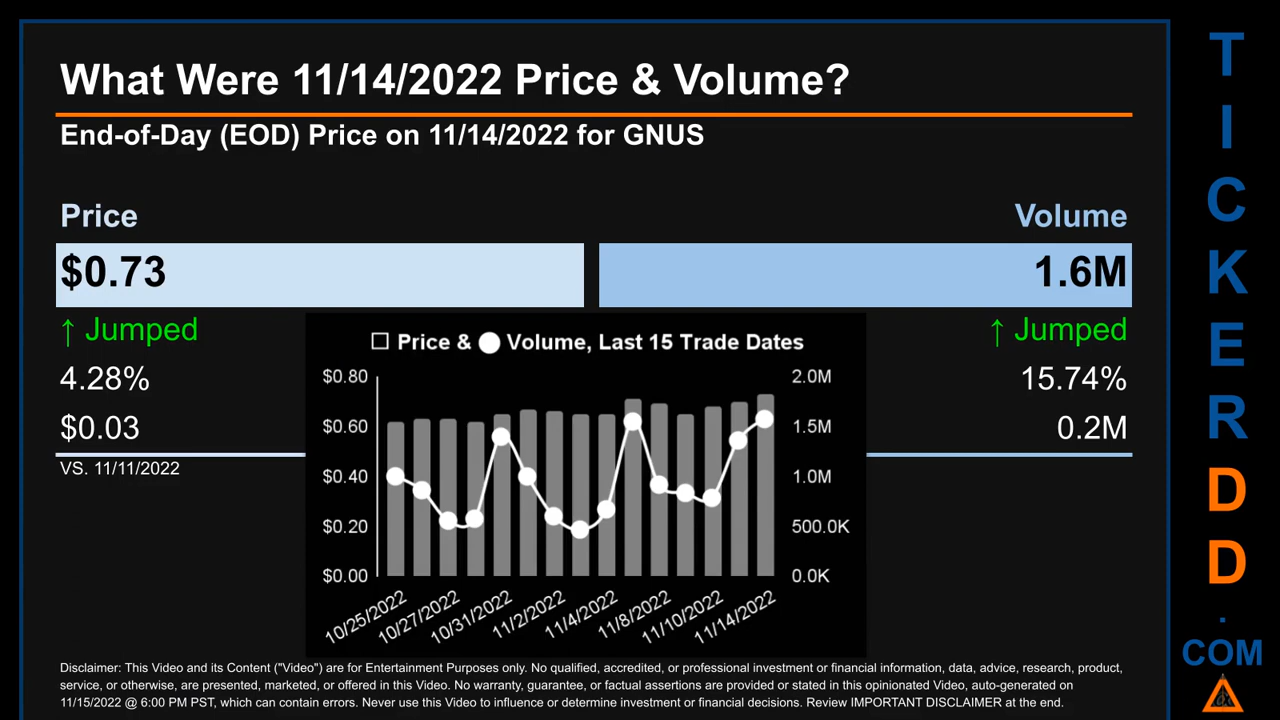 What Were 11/14/2022 Price & Volume?
End-of-Day (EOD) Price on 11/14/2022 for GNUS
Price
Volume
$0.73
1.6M
↑ Jumped
↑ Jumped
4.28%
15.74%
$0.03
0.2M
VS. 11/11/2022
Price & Volume, Last 15 Trade Dates
$0.80
$0.60
$0.40
$0.20
$0.00
2.0M
1.5M
1.0M
500.0K
0.0K
10/25/2022
10/27/2022
10/31/2022
11/2/2022
11/4/2022
11/8/2022
11/10/2022
11/14/2022
Disclaimer: This Video and its Content ("Video") are for Entertainment Purposes only. No qualified, accredited, or professional investment or financial information, data, advice, research, product,
service, or otherwise, are presented, marketed, or offered in this Video. No warranty, guarantee, or factual assertions are provided or stated in this opinionated Video, auto-generated on
11/15/2022 @ 6:00 PM PST, which can contain errors. Never use this Video to influence or determine investment or financial decisions. Review IMPORTANT DISCLAIMER at the end.
T
I
C
K
E
R
D
D
.
COM